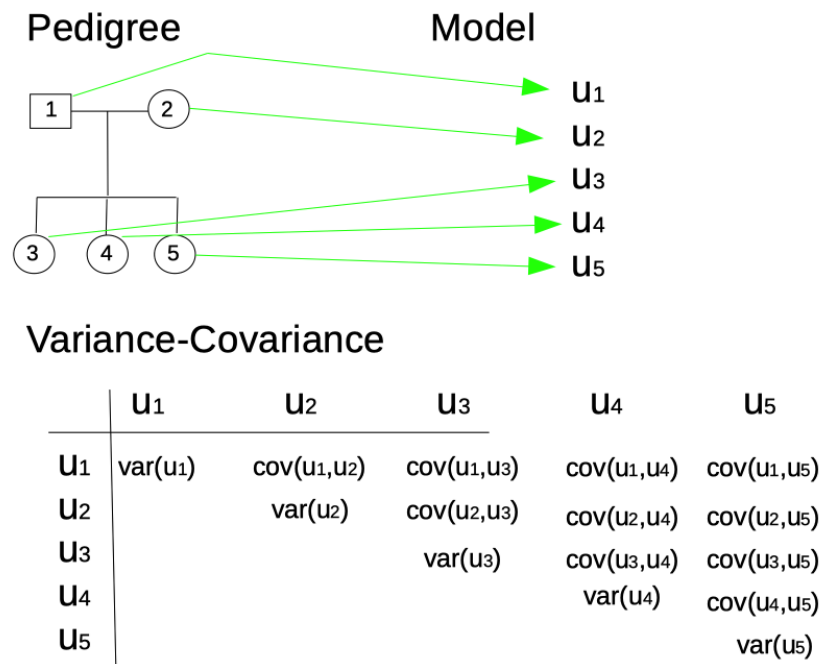 Pedigree Model
1 2
3 4 5
u1
u2
u3
u4
u5
Variance-Covariance
u1 u2 u3 u4 u5
u1 var(u1) cov(u1,u2) cov(u1,u3) cov(u1,u4) cov(u1,u5)
u2 var(u2) cov(u2,u3) cov(u2,u4) cov(u2,u5)
u3 var(u3) cov(u3,u4) cov(u3,u5)
u4 var(u4) cov(u4,u5)
u5 var(u5)